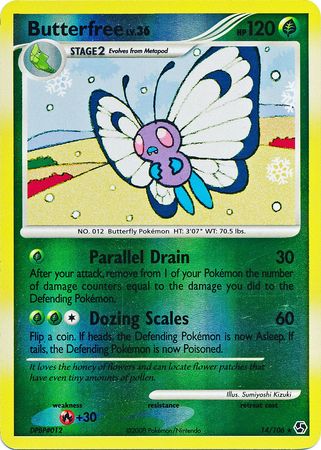 Butterfree LV.36 HP 120
STAGE2 Evolves from Metapod
NO. 012 Butterfly Pokémon HT: 3'07" WT: 70.5 lbs.
Parallel Drain 30
After your attack, remove from 1 of your Pokémon the number
of damage counters equal to the damage you did to the
Defending Pokémon.
Dozing Scales 60
Flip a coin. If heads, the Defending Pokémon is now Asleep. If
tails, the Defending Pokémon is now Poisoned.
It loves the honey of flowers and can locate flower patches that
have even tiny amounts of pollen.
Illus. Sumiyoshi Kizuki
weakness resistance retreat cost
+30
DPBP#012 ©2009 Pokémon/Nintendo 14/106 ★